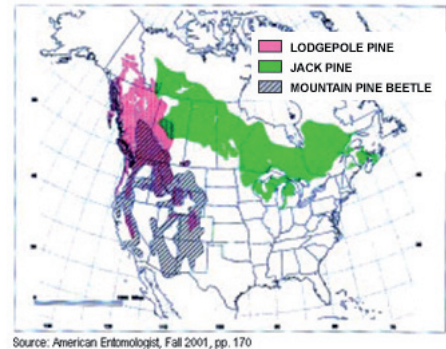 LODGEPOLE PINE
JACK PINE
MOUNTAIN PINE BEETLE
Source: American Entomologist, Fall 2001, pp. 170